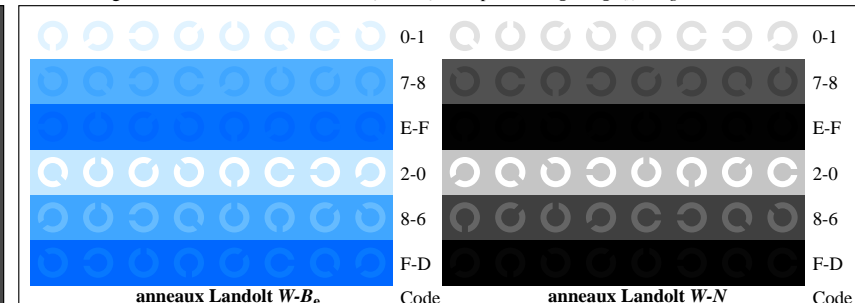 0-1 0-1
7-8 7-8
E-F E-F
2-0 2-0
8-6 8-6
F-D F-D
anneaux Landolt W-Bₑ Code anneaux Landolt W-N Code